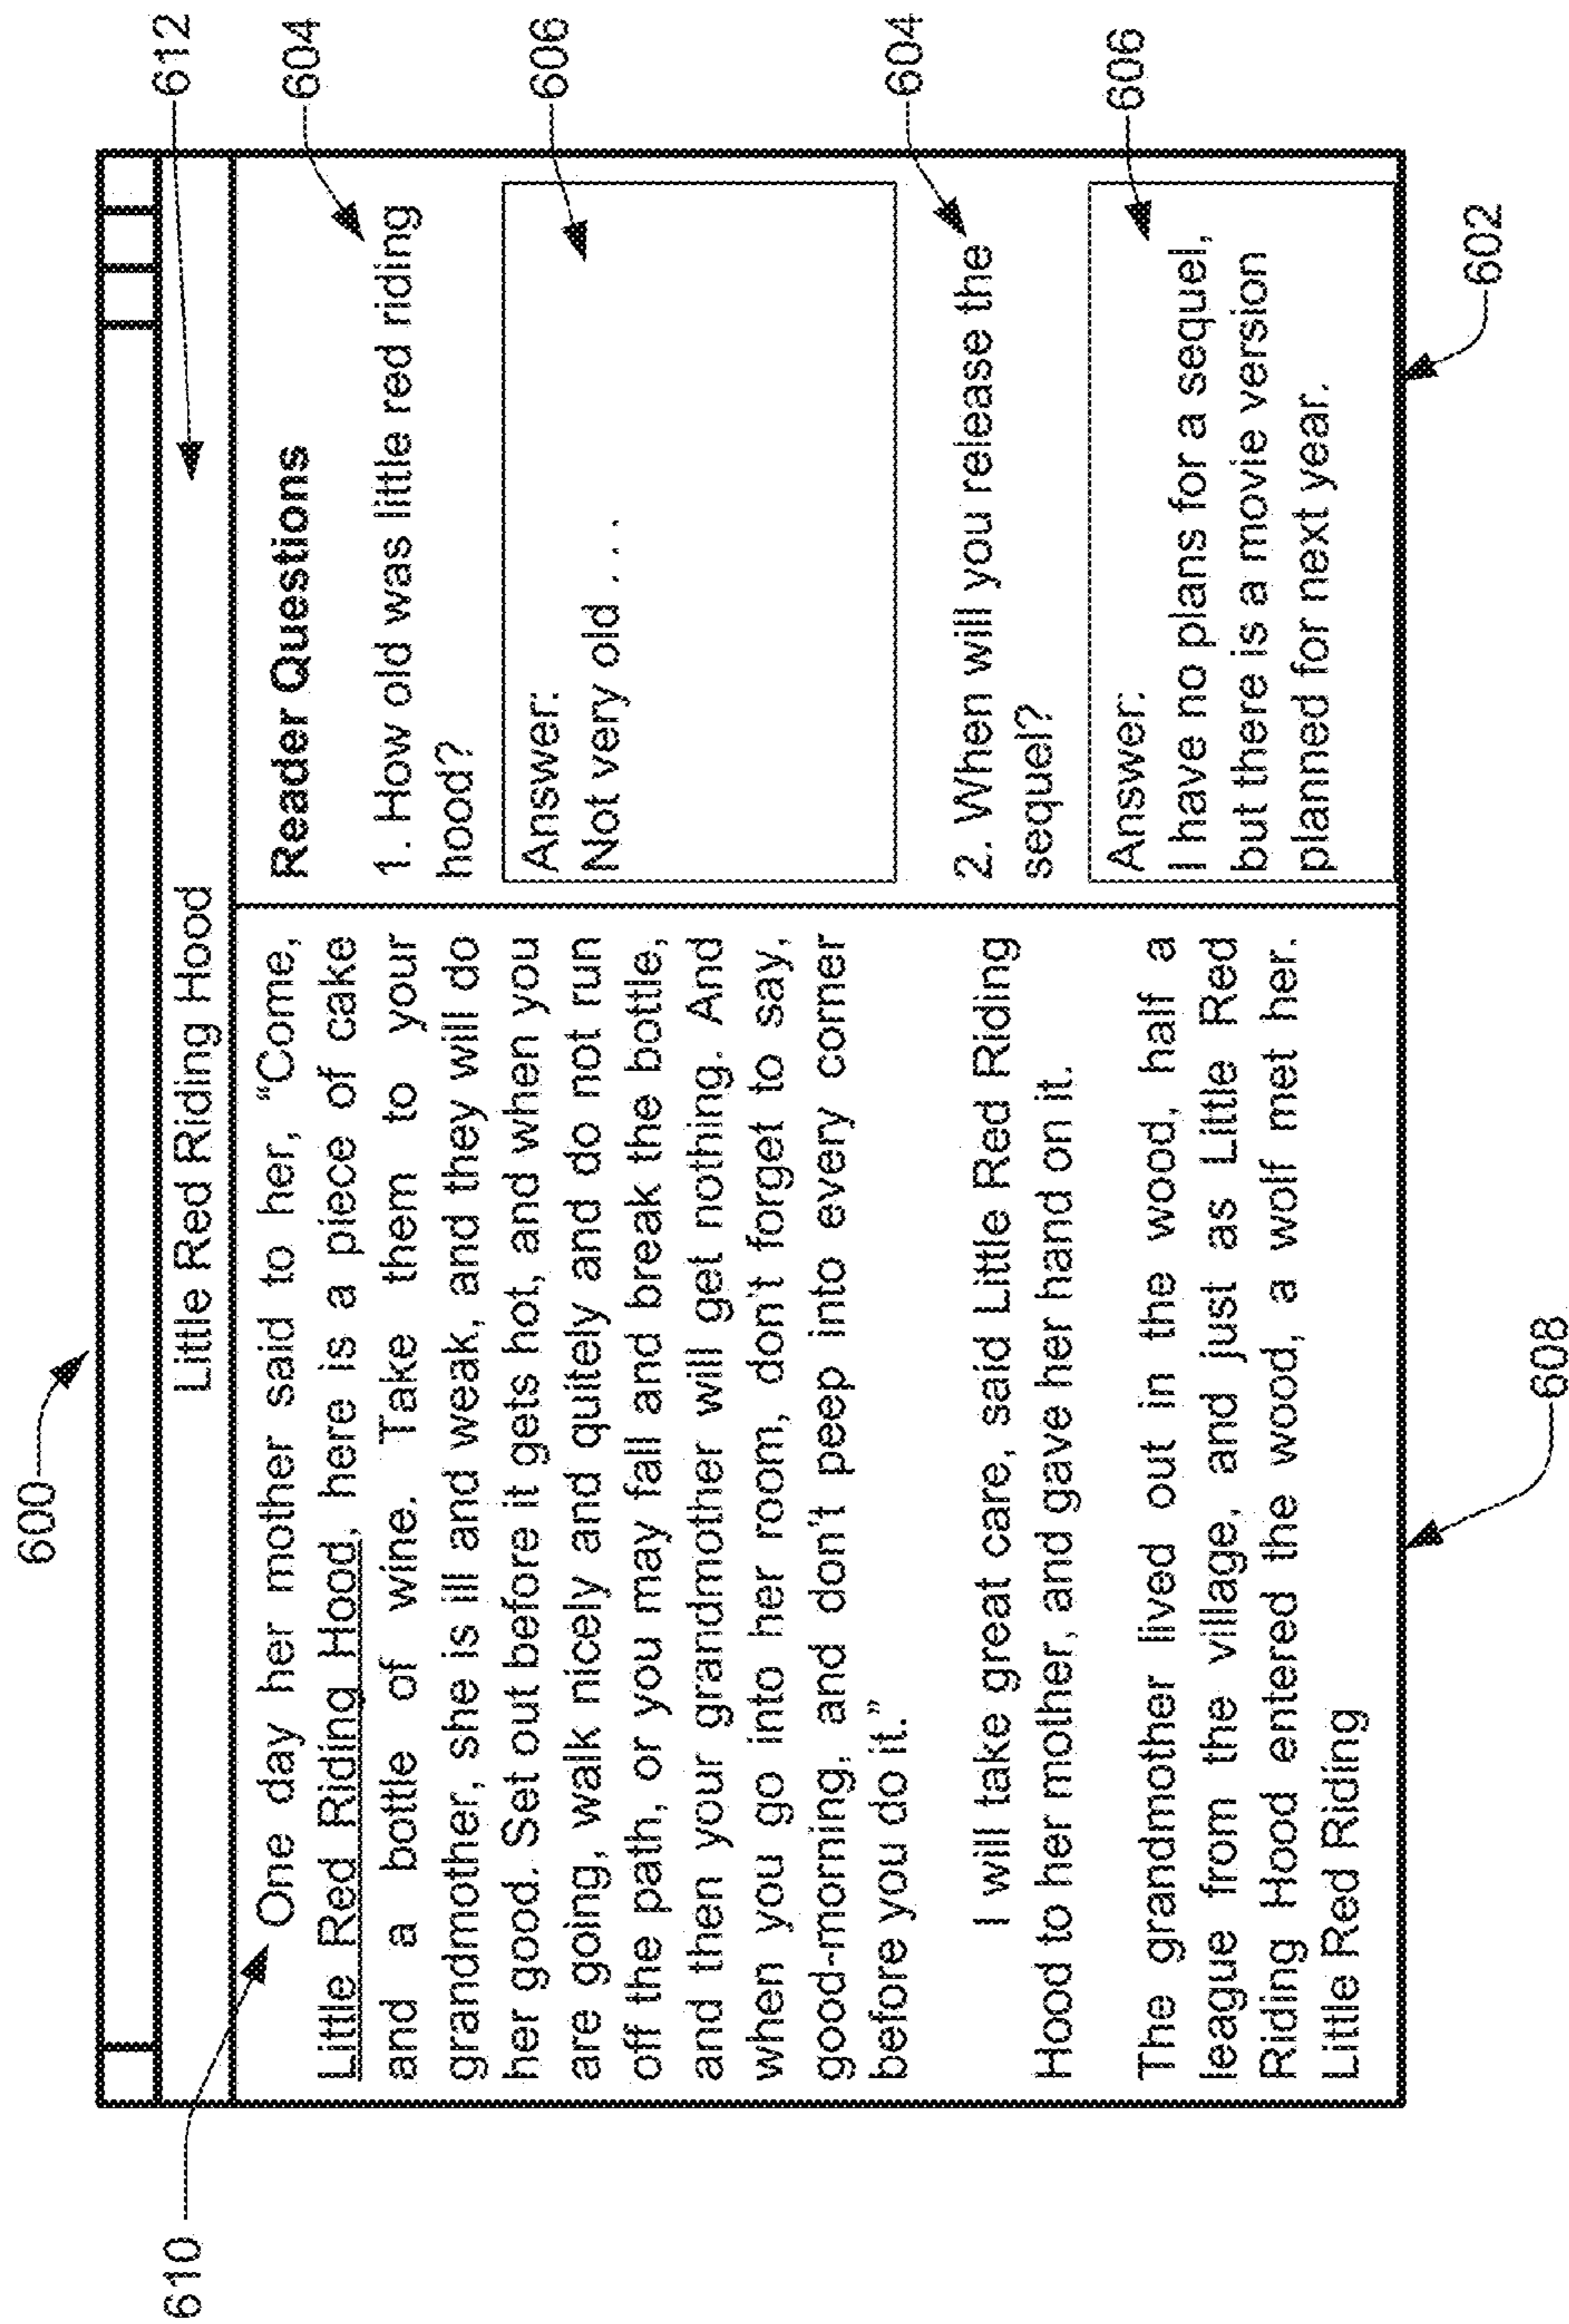 600
612
Little Red Riding Hood
610
One day her mother said to her, “Come,
Little Red Riding Hood, here is a piece of cake
and a bottle of wine. Take them to your
grandmother, she is ill and weak, and they will do
her good. Set out before it gets hot, and when you
are going, walk nicely and quitely and do not run
off the path, or you may fall and break the bottle,
and then your grandmother will get nothing. And
when you go into her room, don't forget to say,
good-morning, and don't peep into every corner
before you do it.”
I will take great care, said Little Red Riding
Hood to her mother, and gave her hand on it.
The grandmother lived out in the wood, half a
league from the village, and just as Little Red
Riding Hood entered the wood, a wolf met her.
Little Red Riding
608
Reader Questions
604
1. How old was little red riding
hood?
606
Answer:
Not very old . . .
604
2. When will you release the
sequel?
606
Answer:
I have no plans for a sequel,
but there is a movie version
planned for next year.
602